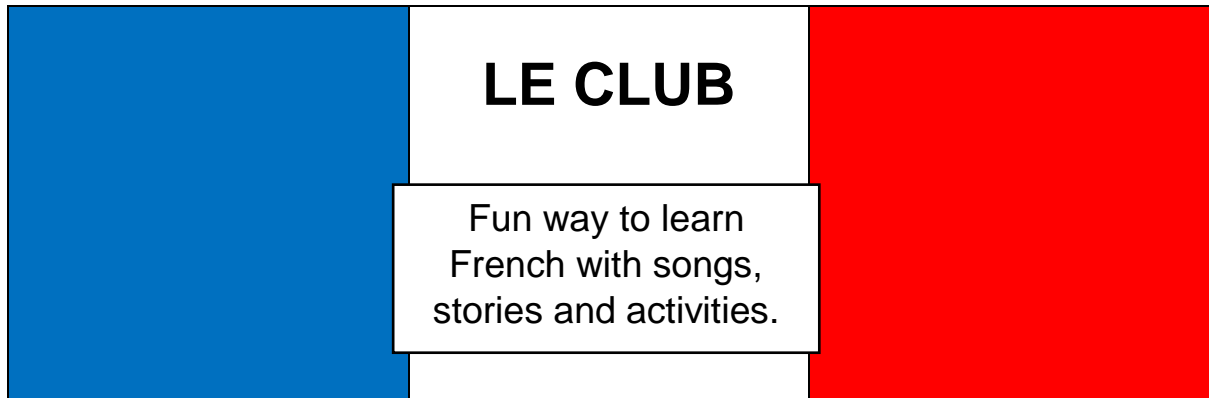 LE CLUB
Fun way to learn
French with songs,
stories and activities.